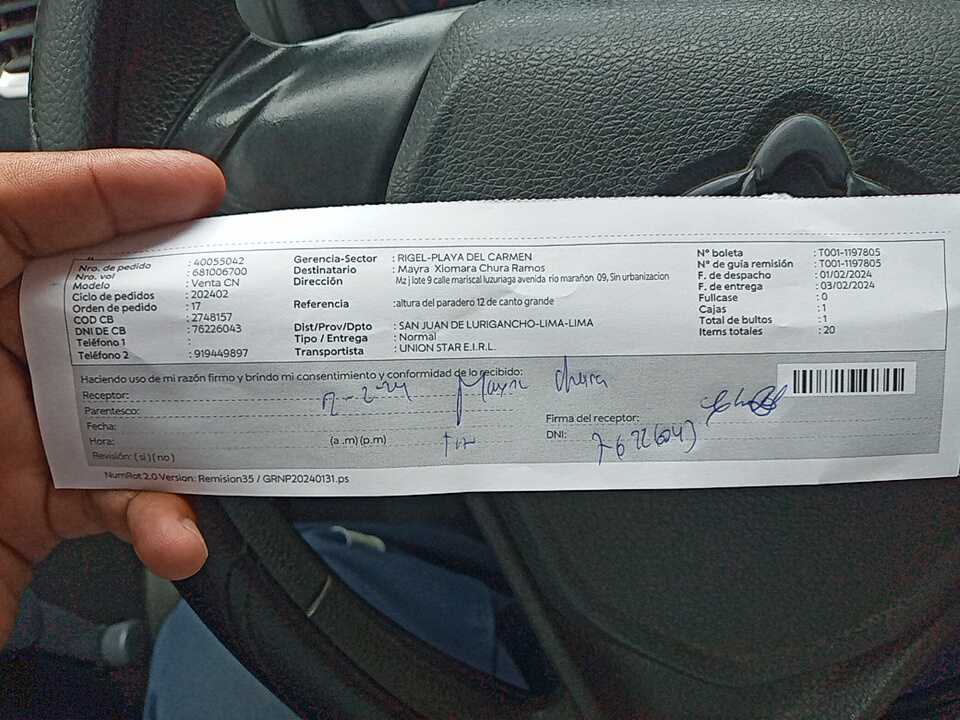 Nro. de pedido : 40055042
Nro. vol : 681006700
Modelo : Venta CN
Ciclo de pedidos : 202402
Orden de pedido : 17
COD CB : 2748157
DNI DE CB : 76226043
Teléfono 1 :
Teléfono 2 : 919449897
Gerencia-Sector : RIGEL-PLAYA DEL CARMEN
Destinatario : Mayra Xiomara Chura Ramos
Dirección Mz j lote 9 calle mariscal luzuriaga avenida rio marañon 09, Sin urbanizacion
Referencia :altura del paradero 12 de canto grande
Dist/Prov/Dpto : SAN JUAN DE LURIGANCHO-LIMA-LIMA
Tipo / Entrega : Normal
Transportista : UNION STAR E.I.R.L.
N° boleta : T001-1197805
N° de guía remisión : T001-1197805
F. de despacho : 01/02/2024
F. de entrega : 03/02/2024
Fullcase : 0
Cajas : 1
Total de bultos : 1
Items totales : 20
Haciendo uso de mi razón firmo y brindo mi consentimiento y conformidad de lo recibido:
Receptor: Mayra Chura
Parentesco:
Fecha:
Hora: (a .m) (p.m)
Revisión: ( si ) ( no )
Firma del receptor:
DNI: 76226043
NumRot 2.0 Version: Remision35 / GRNP20240131.ps